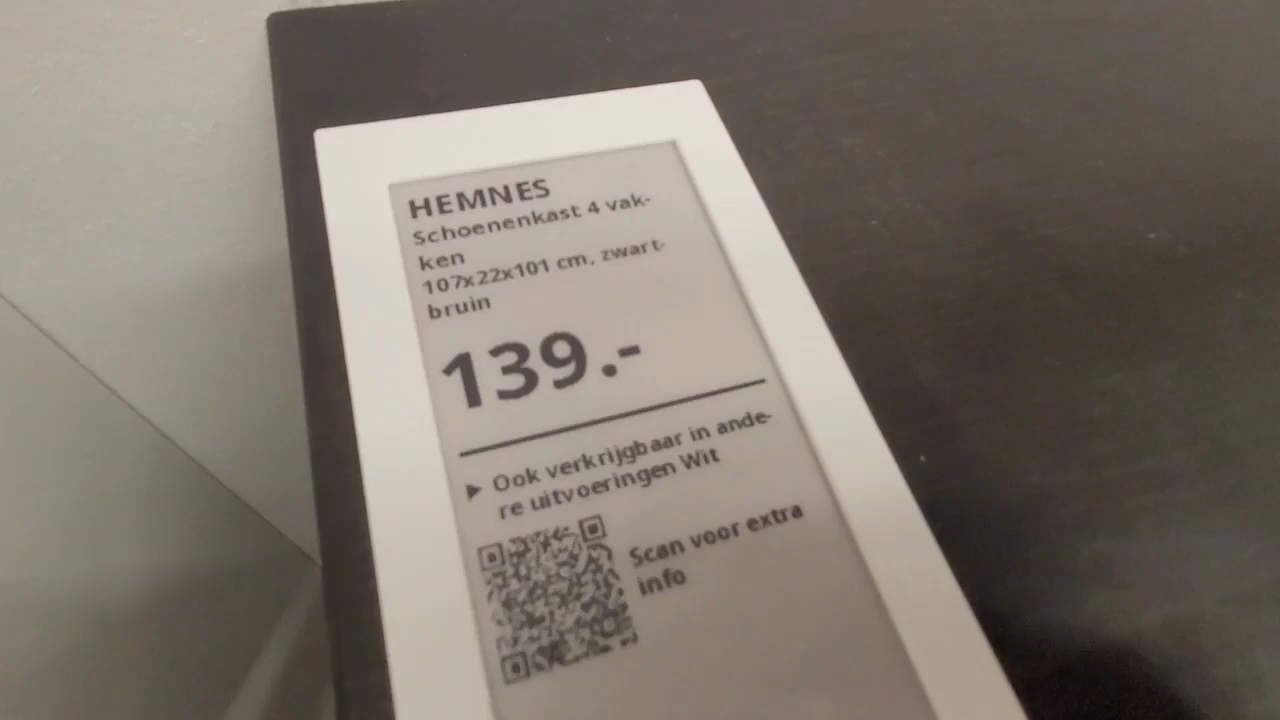 HEMNES
Schoenenkast 4 vak-
ken
107x22x101 cm, zwart-
bruin
139.-
▶ Ook verkrijgbaar in ande-
re uitvoeringen Wit
Scan voor extra
info